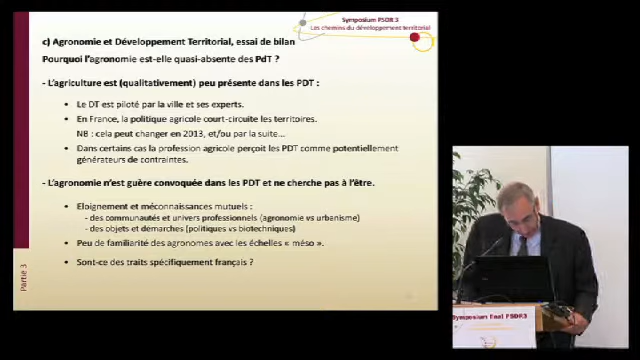 Symposium PSDR 3
Les chemins du développement territorial
c) Agronomie et Développement Territorial, essai de bilan
Pourquoi l'agronomie est-elle quasi-absente des PdT ?
- L'agriculture est (qualitativement) peu présente dans les PDT :
• Le DT est piloté par la ville et ses experts.
• En France, la politique agricole court-circuite les territoires.
NB : cela peut changer en 2013, et/ou par la suite...
• Dans certains cas la profession agricole perçoit les PDT comme potentiellement
générateurs de contraintes.
- L'agronomie n'est guère convoquée dans les PDT et ne cherche pas à l'être.
• Eloignement et méconnaissances mutuels :
- des communautés et univers professionnels (agronomie vs urbanisme)
- des objets et démarches (politiques vs biotechniques)
• Peu de familiarité des agronomes avec les échelles « méso ».
• Sont-ce des traits spécifiquement français ?
Partie 3
Symposium Final PSDR3